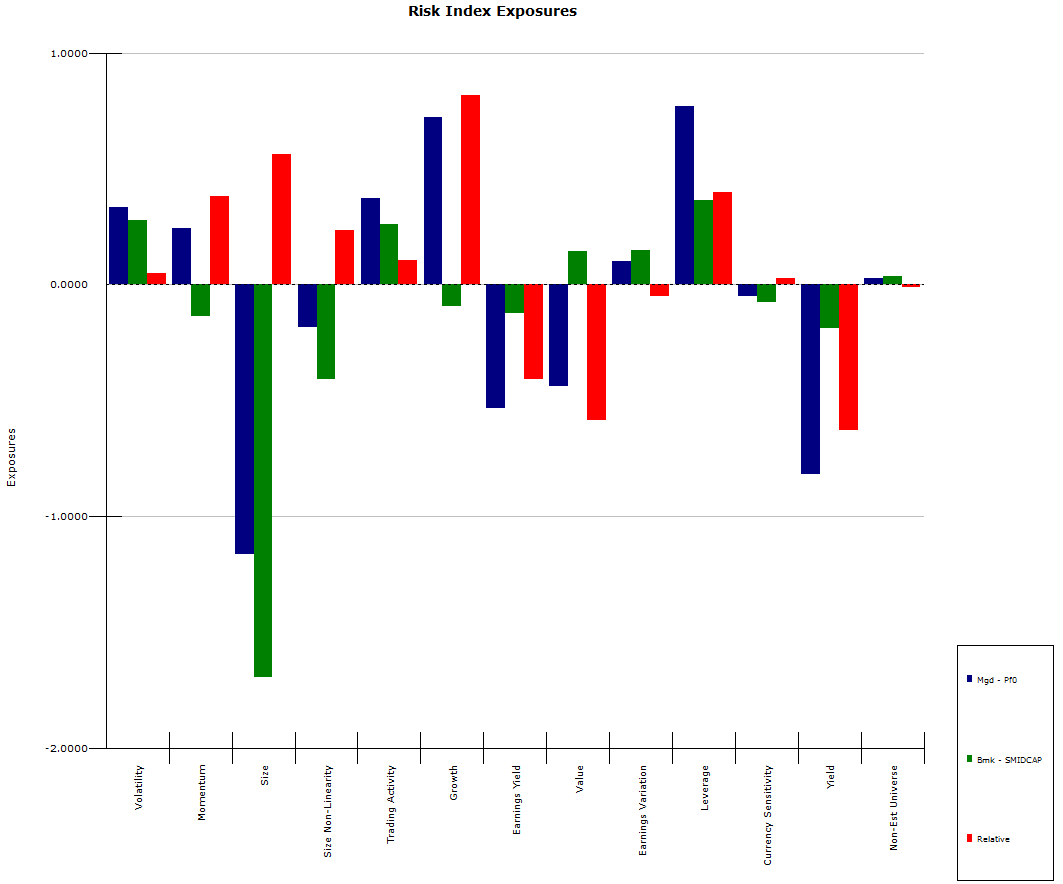 Risk Index Exposures
1.0000
0.0000
-1.0000
-2.0000
Exposures
Volatility
Momentum
Size
Size Non-Linearity
Trading Activity
Growth
Earnings Yield
Value
Earnings Variation
Leverage
Currency Sensitivity
Yield
Non-Est Universe
Mgd - Pf0
Bmk - SMIDCAP
Relative